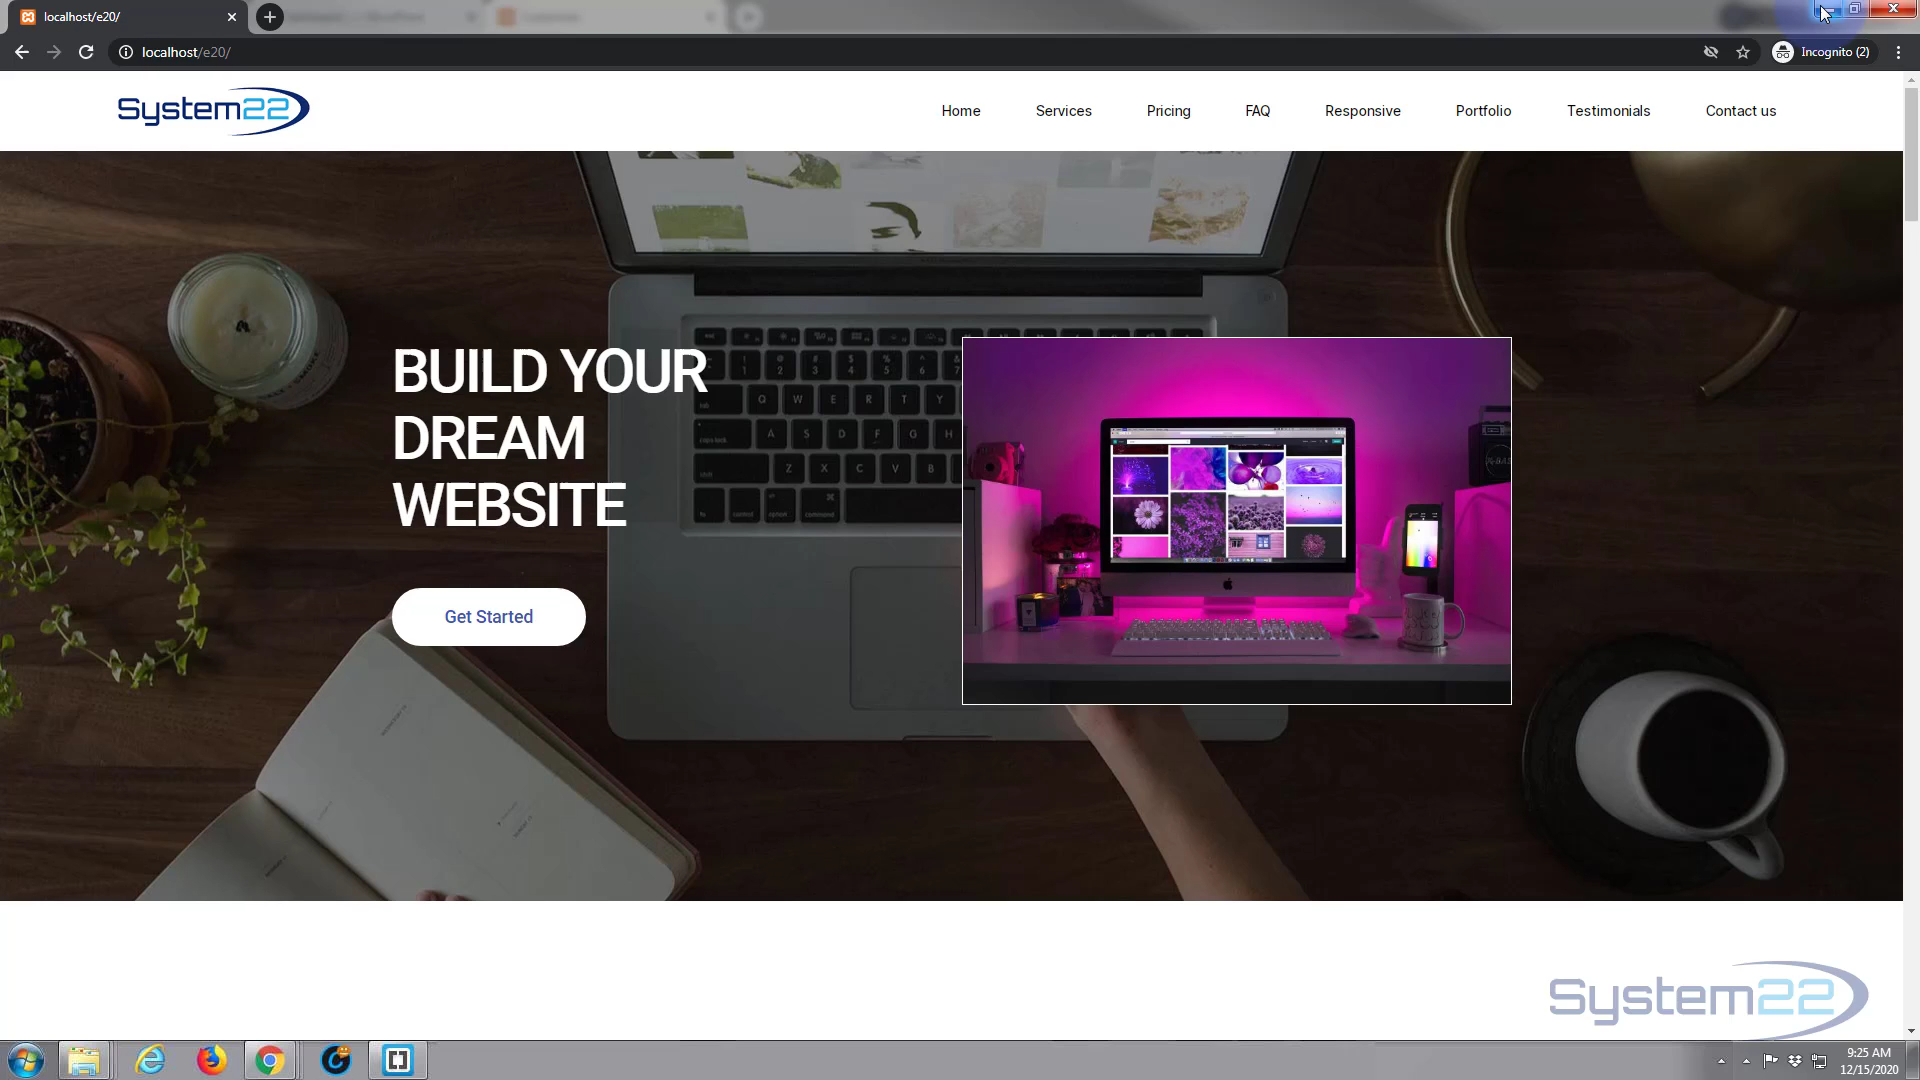 localhost/e20/
localhost/e20/
Incognito (2)
System22
Home
Services
Pricing
FAQ
Responsive
Portfolio
Testimonials
Contact us
BUILD YOUR
DREAM
WEBSITE
Get Started
System22
9:25 AM
12/15/2020